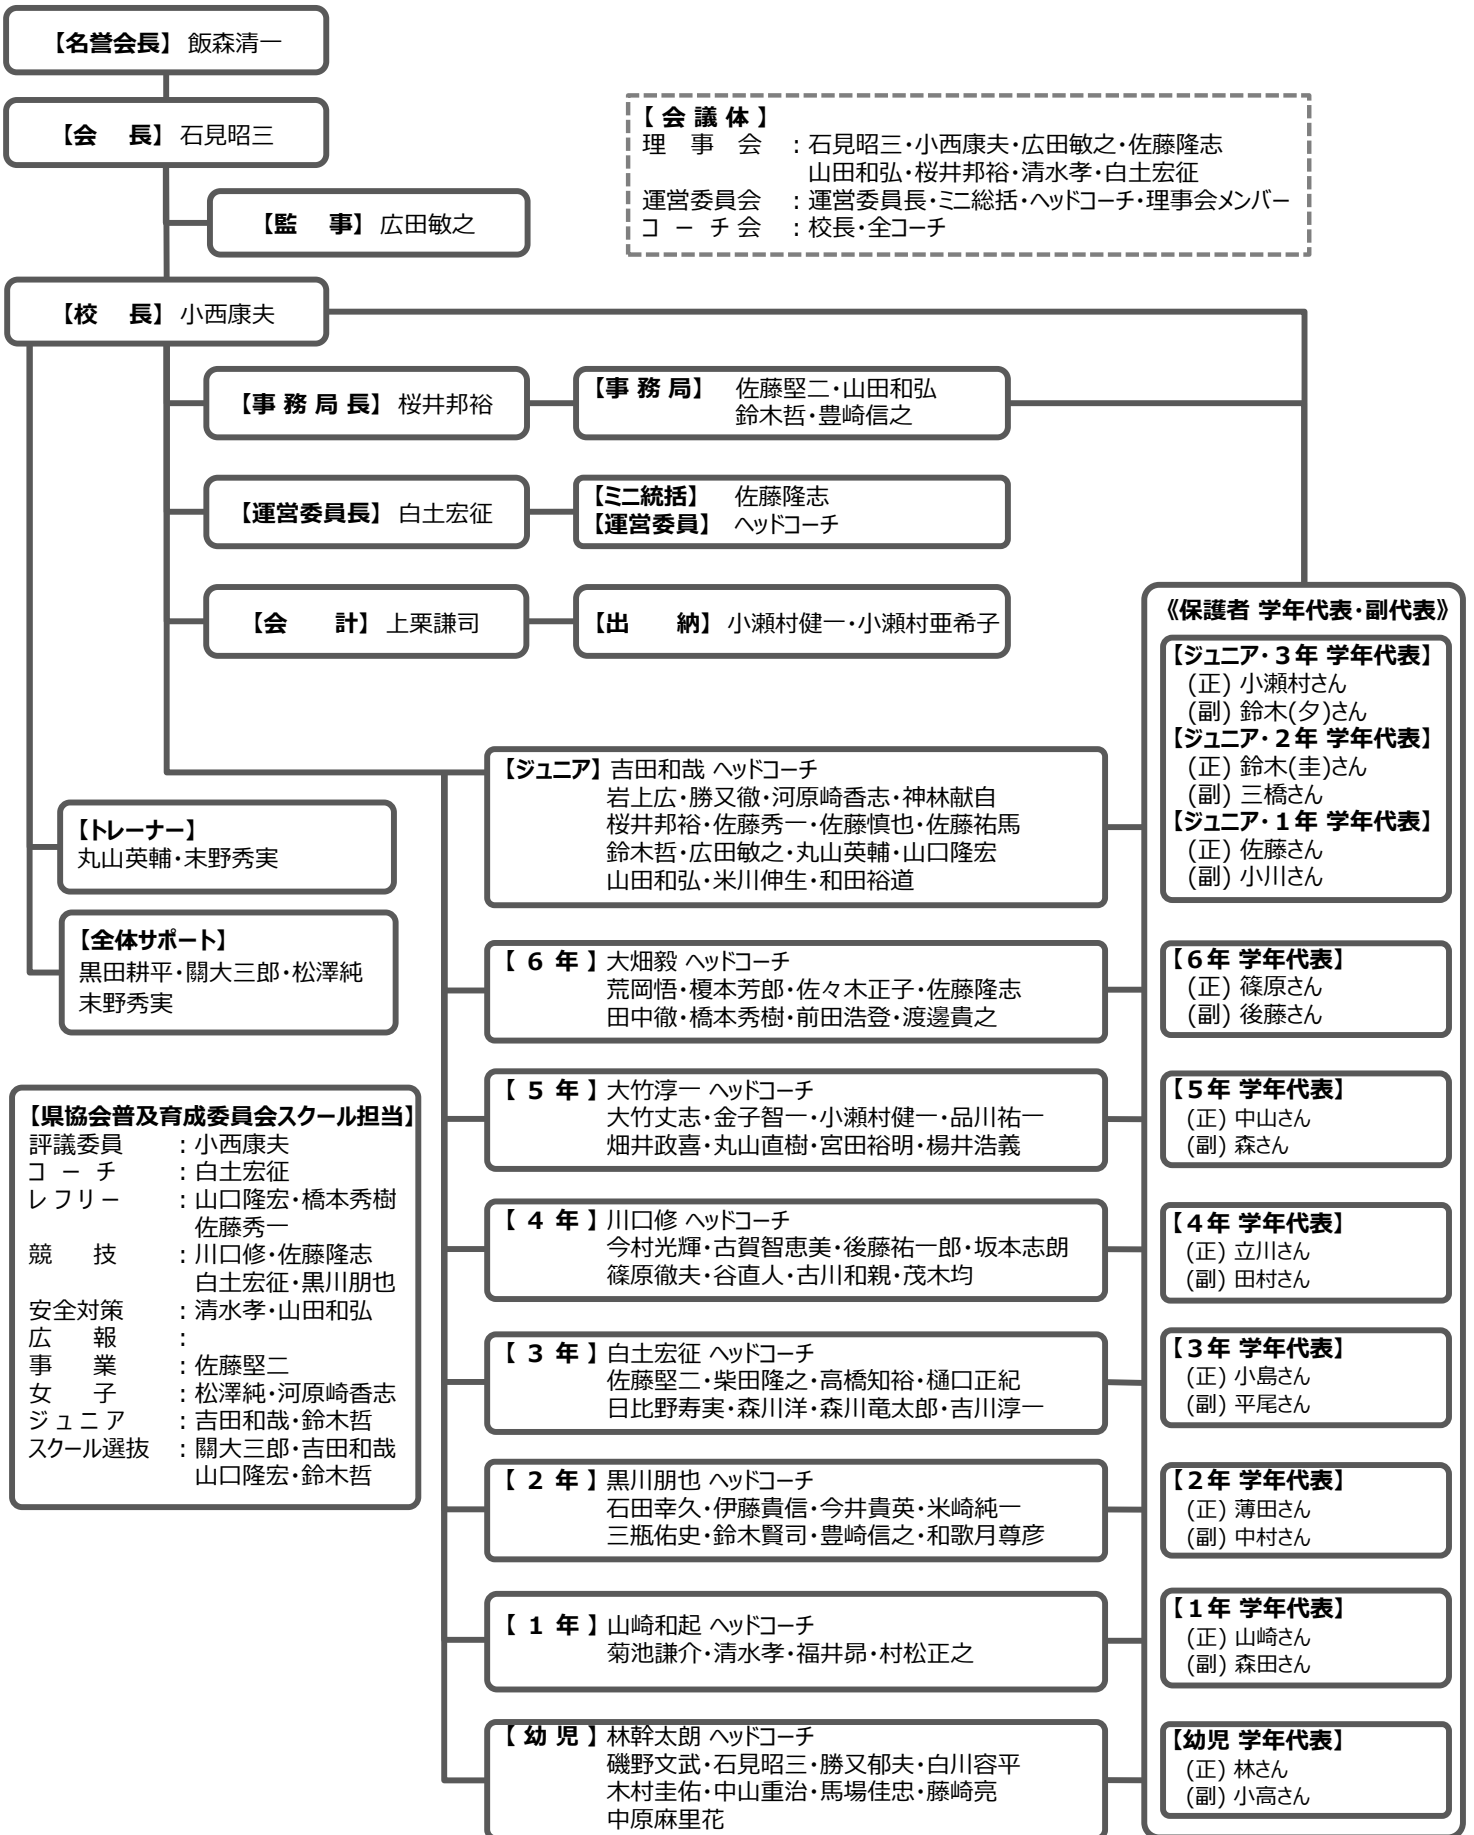 【名誉会長】 飯森清一
【会　長】 石見昭三
【監　事】 広田敏之
【会議体】
理　事　会　：石見昭三・小西康夫・広田敏之・佐藤隆志
山田和弘・桜井邦裕・清水孝・白土宏征
運営委員会　：運営委員長・ミニ総括・ヘッドコーチ・理事会メンバー
コ ー チ 会　：校長・全コーチ
【校　長】 小西康夫
【事 務 局 長】 桜井邦裕
【事 務 局】　佐藤堅二・山田和弘
鈴木哲・豊崎信之
【運営委員長】 白土宏征
【ミニ統括】　佐藤隆志
【運営委員】　ヘッドコーチ
【会　　計】 上栗謙司
【出　　納】 小瀬村健一・小瀬村亜希子
【トレーナー】
丸山英輔・末野秀実
【全体サポート】
黒田耕平・關大三郎・松澤純
末野秀実
【県協会普及育成委員会スクール担当】
評議委員　：小西康夫
コ ー チ　：白土宏征
レフリー　：山口隆宏・橋本秀樹
佐藤秀一
競　　技　：川口修・佐藤隆志
白土宏征・黒川朋也
安全対策　：清水孝・山田和弘
広　　報　：
事　　業　：佐藤堅二
女　　子　：松澤純・河原崎香志
ジュニア　：吉田和哉・鈴木哲
スクール選抜　：關大三郎・吉田和哉
山口隆宏・鈴木哲
【ジュニア】 吉田和哉 ヘッドコーチ
岩上広・勝又徹・河原崎香志・神林献自
桜井邦裕・佐藤秀一・佐藤慎也・佐藤祐馬
鈴木哲・広田敏之・丸山英輔・山口隆宏
山田和弘・米川伸生・和田裕道
【 6 年 】 大畑毅 ヘッドコーチ
荒岡悟・榎本芳郎・佐々木正子・佐藤隆志
田中徹・橋本秀樹・前田浩登・渡邊貴之
【 5 年 】 大竹淳一 ヘッドコーチ
大竹丈志・金子智一・小瀬村健一・品川祐一
畑井政喜・丸山直樹・宮田裕明・楊井浩義
【 4 年 】 川口修 ヘッドコーチ
今村光輝・古賀智恵美・後藤祐一郎・坂本志朗
篠原徹夫・谷直人・古川和親・茂木均
【 3 年 】 白土宏征 ヘッドコーチ
佐藤堅二・柴田隆之・高橋知裕・樋口正紀
日比野寿実・森川洋・森川竜太郎・吉川淳一
【 2 年 】 黒川朋也 ヘッドコーチ
石田幸久・伊藤貴信・今井貴英・米崎純一
三瓶佑史・鈴木賢司・豊崎信之・和歌月尊彦
【 1 年 】 山崎和起 ヘッドコーチ
菊池謙介・清水孝・福井昴・村松正之
【 幼 児 】 林幹太朗 ヘッドコーチ
磯野文武・石見昭三・勝又郁夫・白川容平
木村圭佑・中山重治・馬場佳忠・藤崎亮
中原麻里花
《保護者 学年代表・副代表》
【ジュニア・３年 学年代表】
(正) 小瀬村さん
(副) 鈴木(夕)さん
【ジュニア・２年 学年代表】
(正) 鈴木(圭)さん
(副) 三橋さん
【ジュニア・１年 学年代表】
(正) 佐藤さん
(副) 小川さん
【６年 学年代表】
(正) 篠原さん
(副) 後藤さん
【５年 学年代表】
(正) 中山さん
(副) 森さん
【４年 学年代表】
(正) 立川さん
(副) 田村さん
【３年 学年代表】
(正) 小島さん
(副) 平尾さん
【２年 学年代表】
(正) 薄田さん
(副) 中村さん
【１年 学年代表】
(正) 山崎さん
(副) 森田さん
【幼児 学年代表】
(正) 林さん
(副) 小高さん